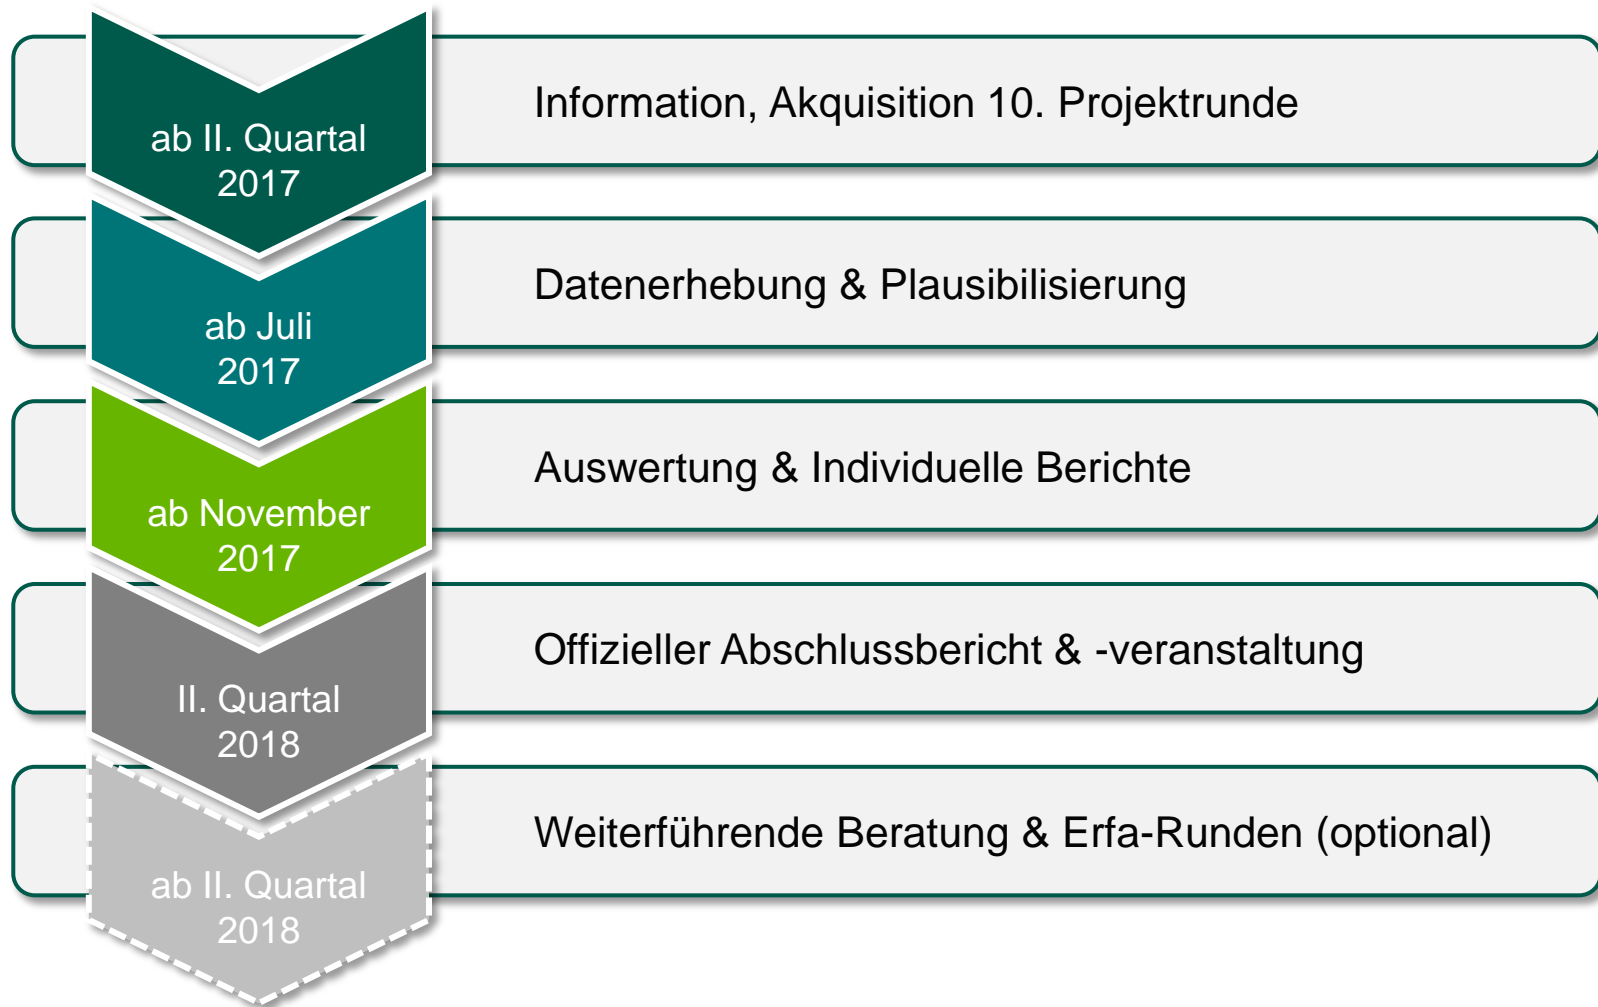 Information, Akquisition 10. Projektrunde
ab II. Quartal
2017
Datenerhebung & Plausibilisierung
ab Juli
2017
Auswertung & Individuelle Berichte
ab November
2017
Offizieller Abschlussbericht & -veranstaltung
II. Quartal
2018
Weiterführende Beratung & Erfa-Runden (optional)
ab II. Quartal
2018